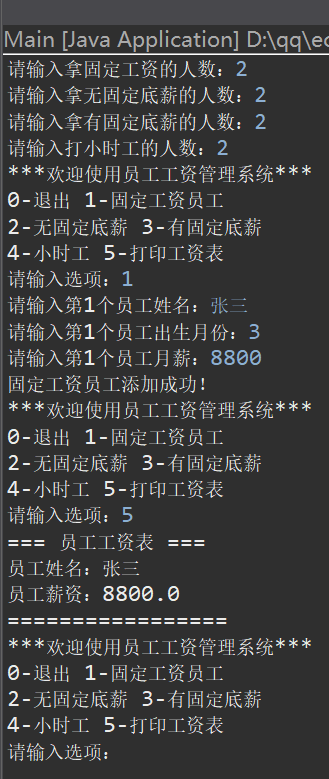 Main [Java Application] D:\qq\ec
请输入拿固定工资的人数：2
请输入拿无固定底薪的人数：2
请输入拿有固定底薪的人数：2
请输入打小时工的人数：2
***欢迎使用员工工资管理系统***
0-退出 1-固定工资员工
2-无固定底薪 3-有固定底薪
4-小时工 5-打印工资表
请输入选项：1
请输入第1个员工姓名：张三
请输入第1个员工出生月份：3
请输入第1个员工月薪：8800
固定工资员工添加成功！
***欢迎使用员工工资管理系统***
0-退出 1-固定工资员工
2-无固定底薪 3-有固定底薪
4-小时工 5-打印工资表
请输入选项：5
=== 员工工资表 ===
员工姓名：张三
员工薪资：8800.0
=================
***欢迎使用员工工资管理系统***
0-退出 1-固定工资员工
2-无固定底薪 3-有固定底薪
4-小时工 5-打印工资表
请输入选项：